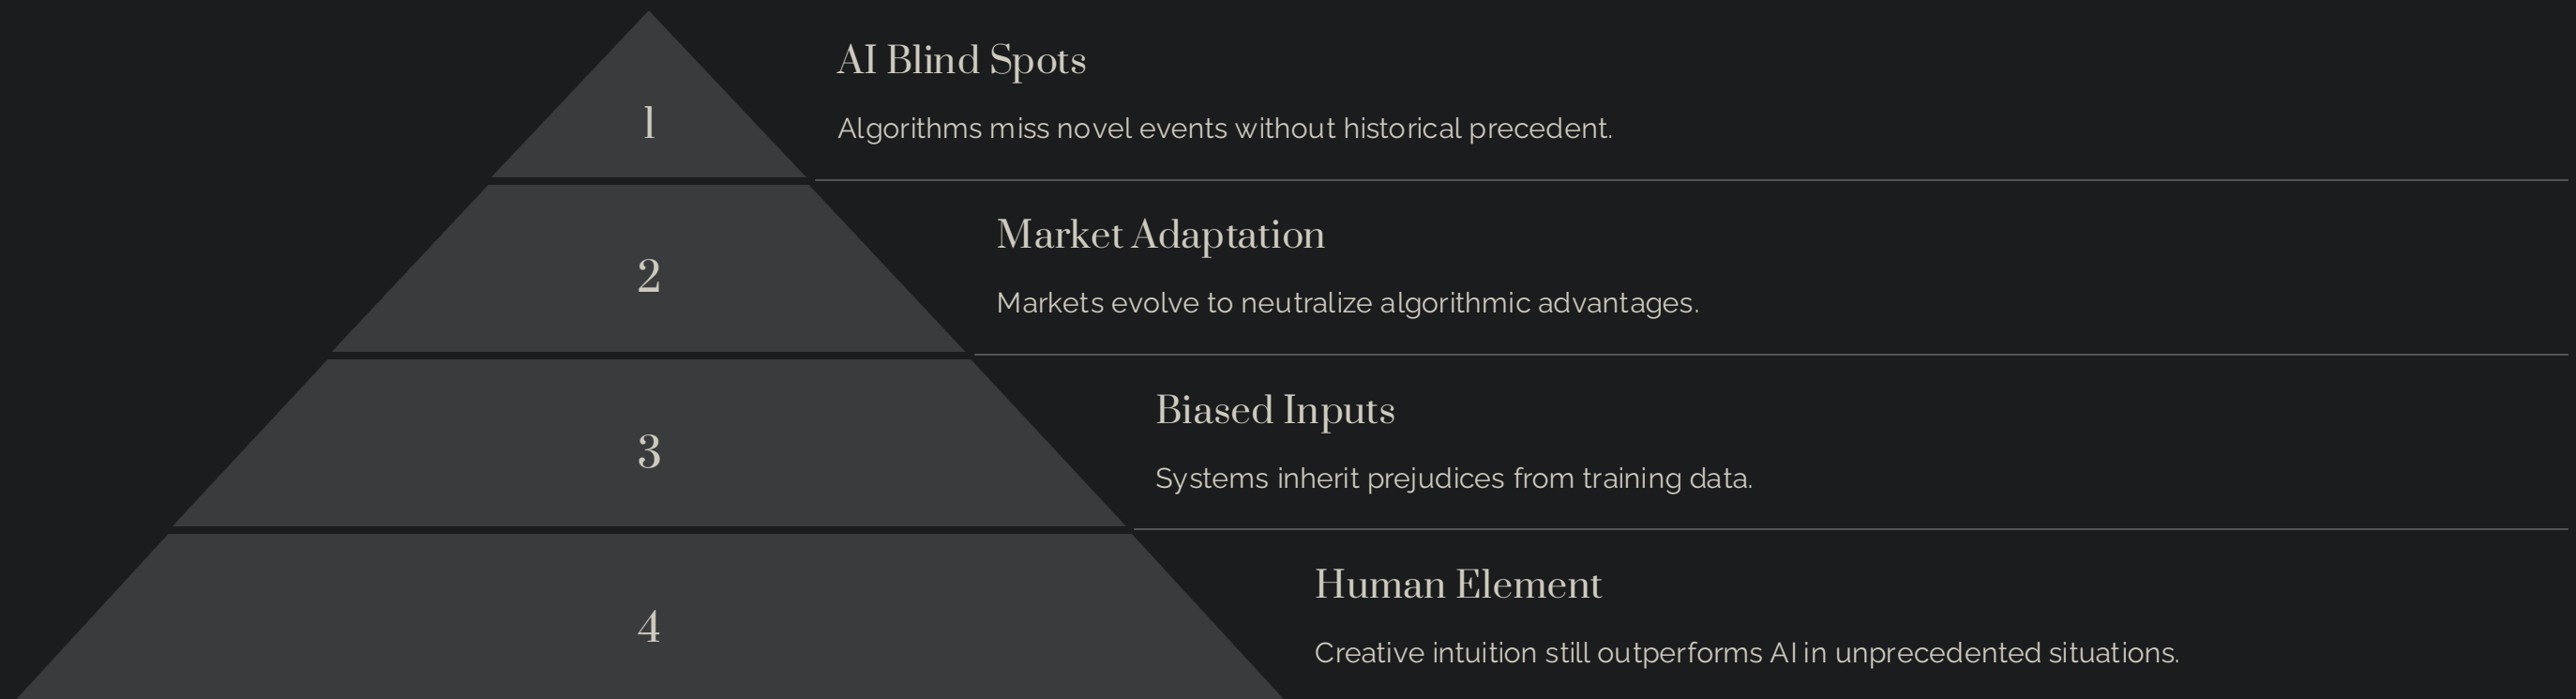 1
AI Blind Spots
Algorithms miss novel events without historical precedent.
2
Market Adaptation
Markets evolve to neutralize algorithmic advantages.
3
Biased Inputs
Systems inherit prejudices from training data.
4
Human Element
Creative intuition still outperforms AI in unprecedented situations.